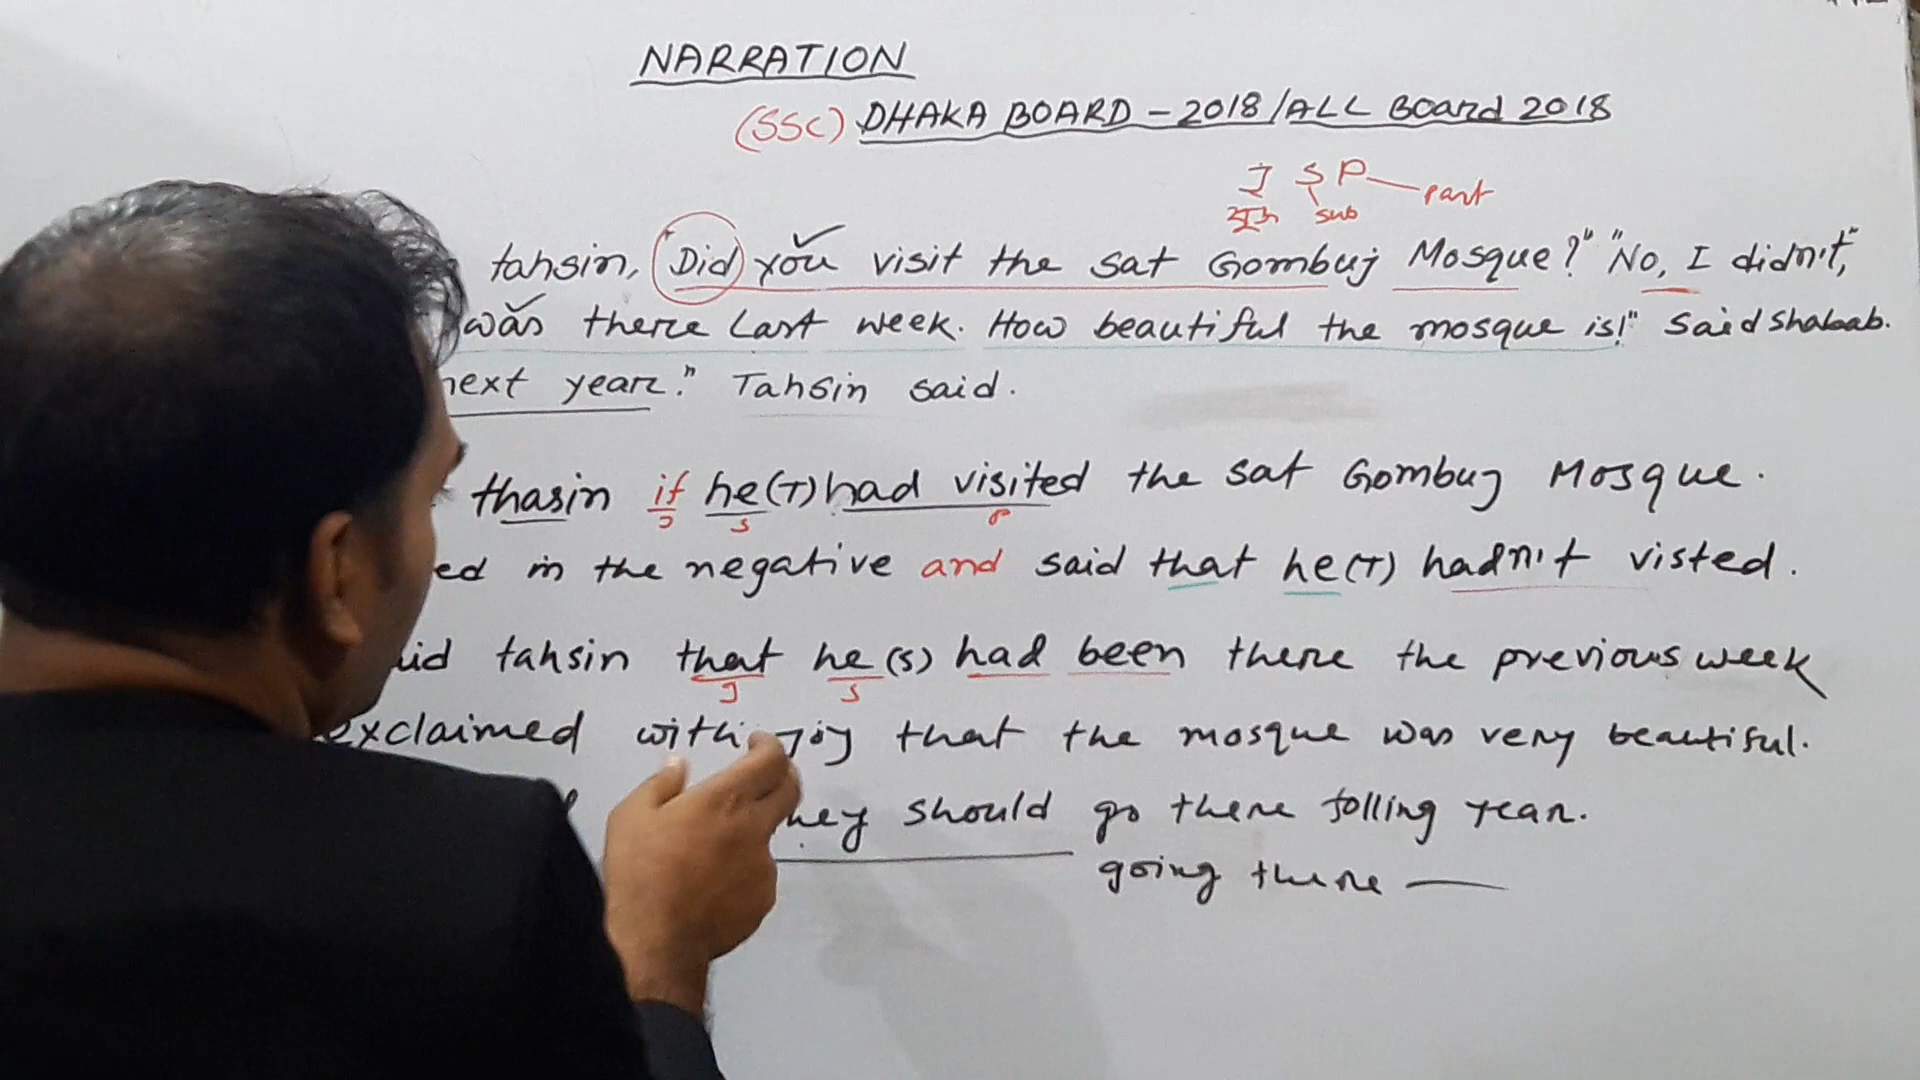 NARRATION
(SSC) DHAKA BOARD - 2018/ALL Board 2018
J S P part
sub
tahsin, "Did you visit the sat Gombuj Mosque?" "No, I didn't,"
was there Last week. How beautiful the mosque is!" Said Shabab.
next year." Tahsin said.
thasin if he (T) had visited the sat Gombuj Mosque.
J S P
ed in the negative and said that he (T) hadn't visted.
tahsin that he (S) had been there the previous week
J S
exclaimed with joy that the mosque was very beautiful.
should go there folling year.
going there —